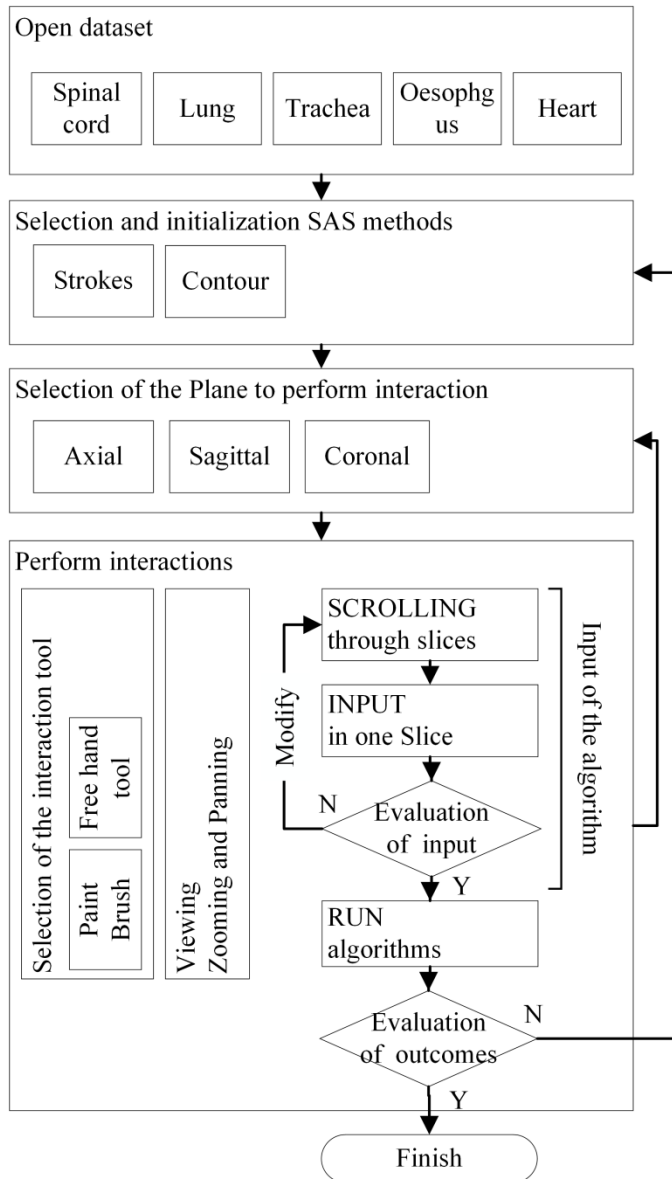 Open dataset
Spinal
cord
Lung
Trachea
Oesophg
us
Heart
Selection and initialization SAS methods
Strokes
Contour
Selection of the Plane to perform interaction
Axial
Sagittal
Coronal
Perform interactions
Selection of the interaction tool
Free hand
tool
Paint
Brush
Viewing
Zooming and Panning
SCROLLING
through slices
Modify
INPUT
in one Slice
N
Evaluation
of input
Y
Input of the algorithm
RUN
algorithms
Evaluation
of outcomes
N
Y
Finish